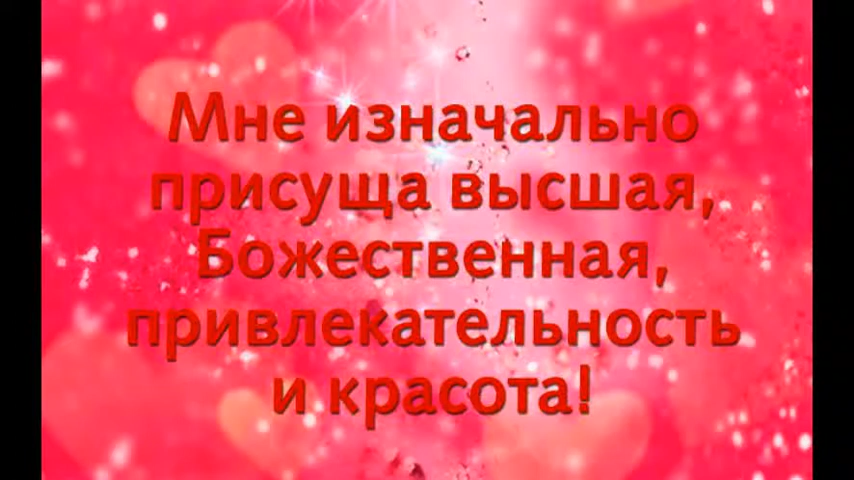 Мне изначально
присуща высшая,
Божественная,
привлекательность
и красота!